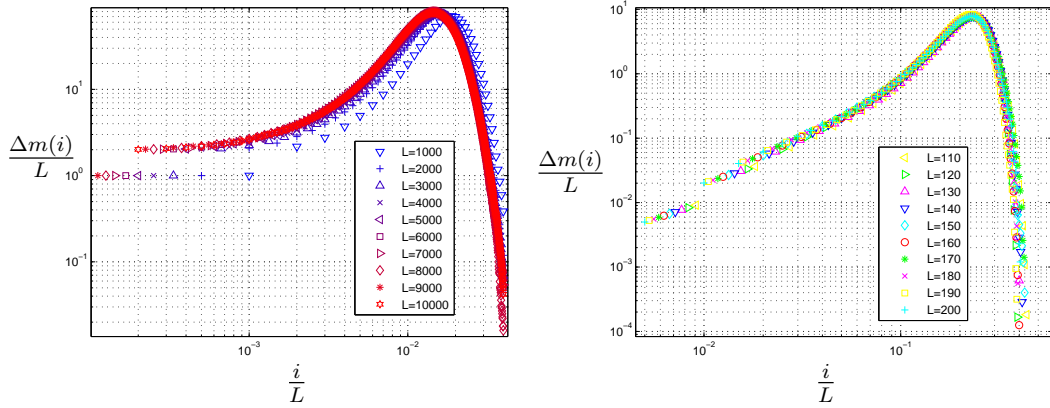 10^1
10^0
10^-1
Δm(i)
L
10^-3
10^-2
i
L
L=1000
L=2000
L=3000
L=4000
L=5000
L=6000
L=7000
L=8000
L=9000
L=10000
10^1
10^0
10^-1
10^-2
10^-3
10^-4
Δm(i)
L
10^-2
10^-1
i
L
L=110
L=120
L=130
L=140
L=150
L=160
L=170
L=180
L=190
L=200